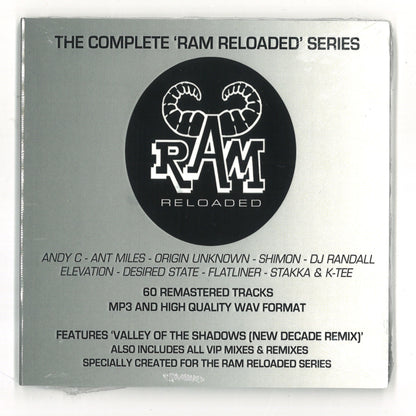 THE COMPLETE 'RAM RELOADED' SERIES
RAM
RELOADED
ANDY C - ANT MILES - ORIGIN UNKNOWN - SHIMON - DJ RANDALL
ELEVATION - DESIRED STATE - FLATLINER - STAKKA & K-TEE
60 REMASTERED TRACKS
MP3 AND HIGH QUALITY WAV FORMAT
FEATURES 'VALLEY OF THE SHADOWS (NEW DECADE REMIX)'
ALSO INCLUDES ALL VIP MIXES & REMIXES
SPECIALLY CREATED FOR THE RAM RELOADED SERIES